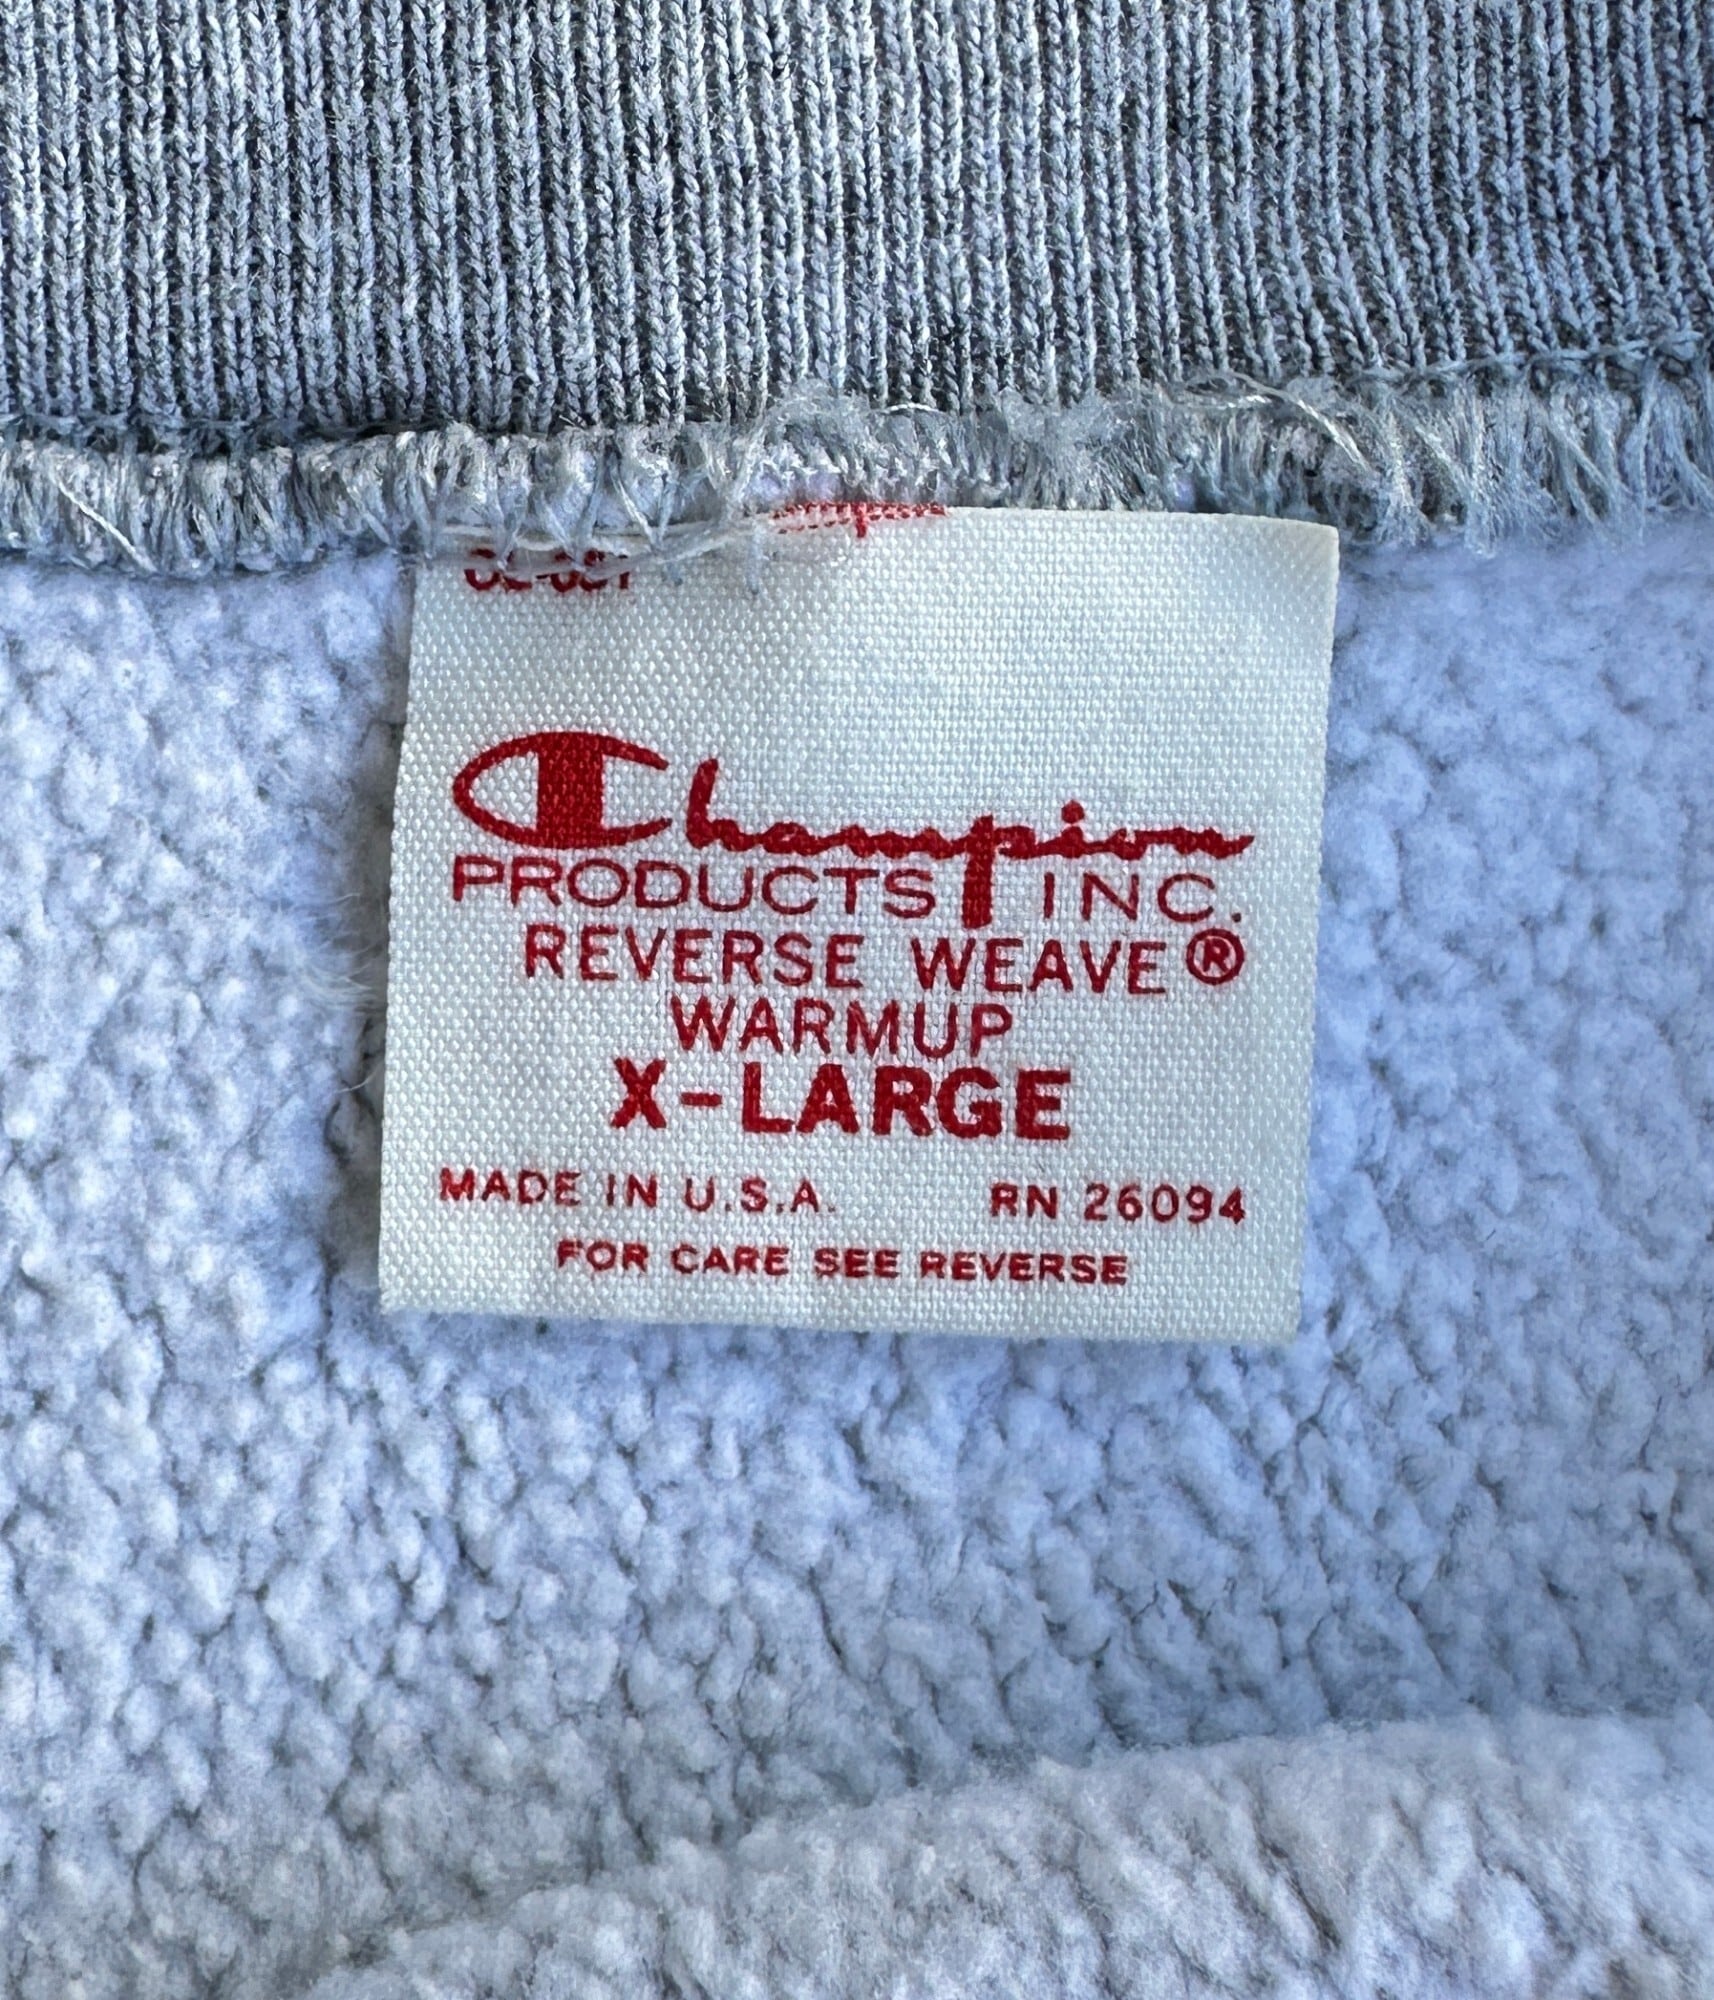 Champion
PRODUCTS INC.
REVERSE WEAVE®
WARMUP
X-LARGE
MADE IN U.S.A. RN 26094
FOR CARE SEE REVERSE